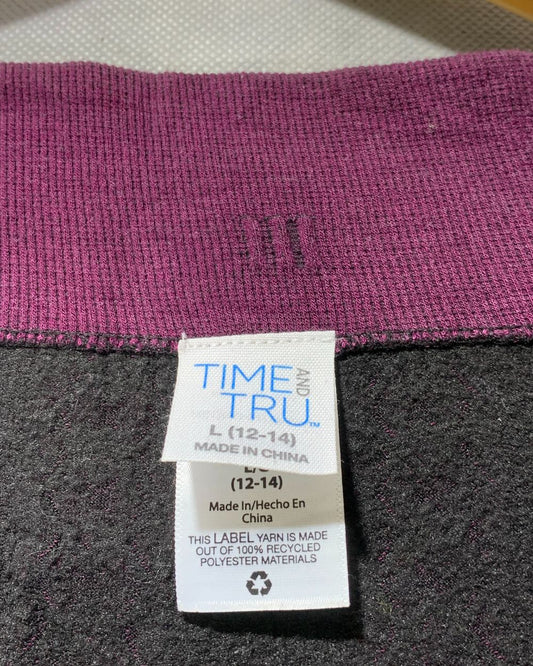 TIME AND
TRU™
L (12-14)
MADE IN CHINA
(12-14)
Made In/Hecho En
China
THIS LABEL YARN IS MADE
OUT OF 100% RECYCLED
POLYESTER MATERIALS